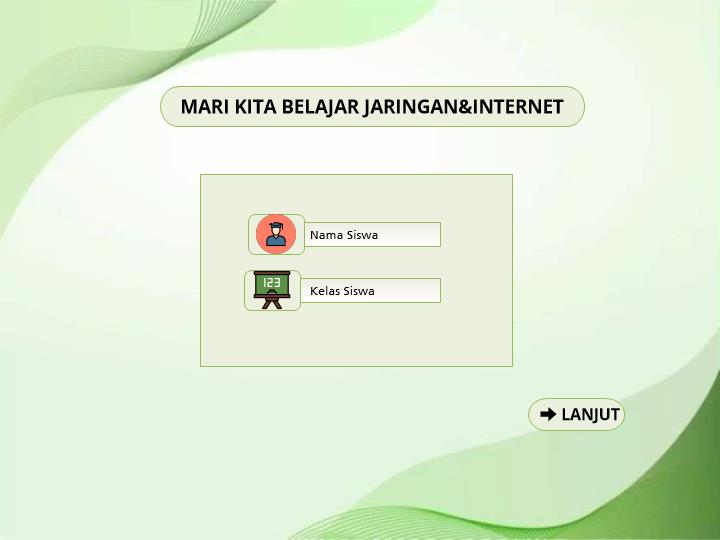 MARI KITA BELAJAR JARINGAN&INTERNET
Nama Siswa
123
Kelas Siswa
LANJUT